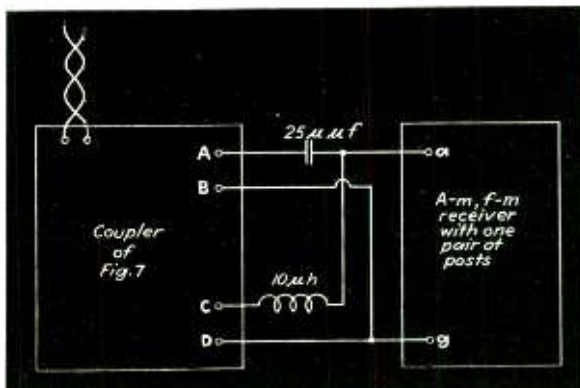 25μμf
A
a
B
Coupler
of
Fig.7
A-m, f-m
receiver
with one
pair of
posts
10μh
C
D
g